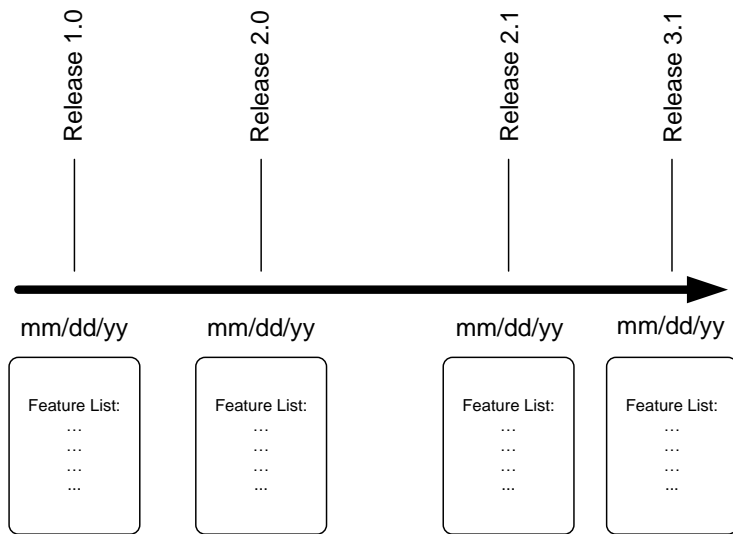 Release 1.0
Release 2.0
Release 2.1
Release 3.1
mm/dd/yy
mm/dd/yy
mm/dd/yy
mm/dd/yy
Feature List:
…
…
…
...
Feature List:
…
…
…
...
Feature List:
…
…
…
...
Feature List:
…
…
…
...